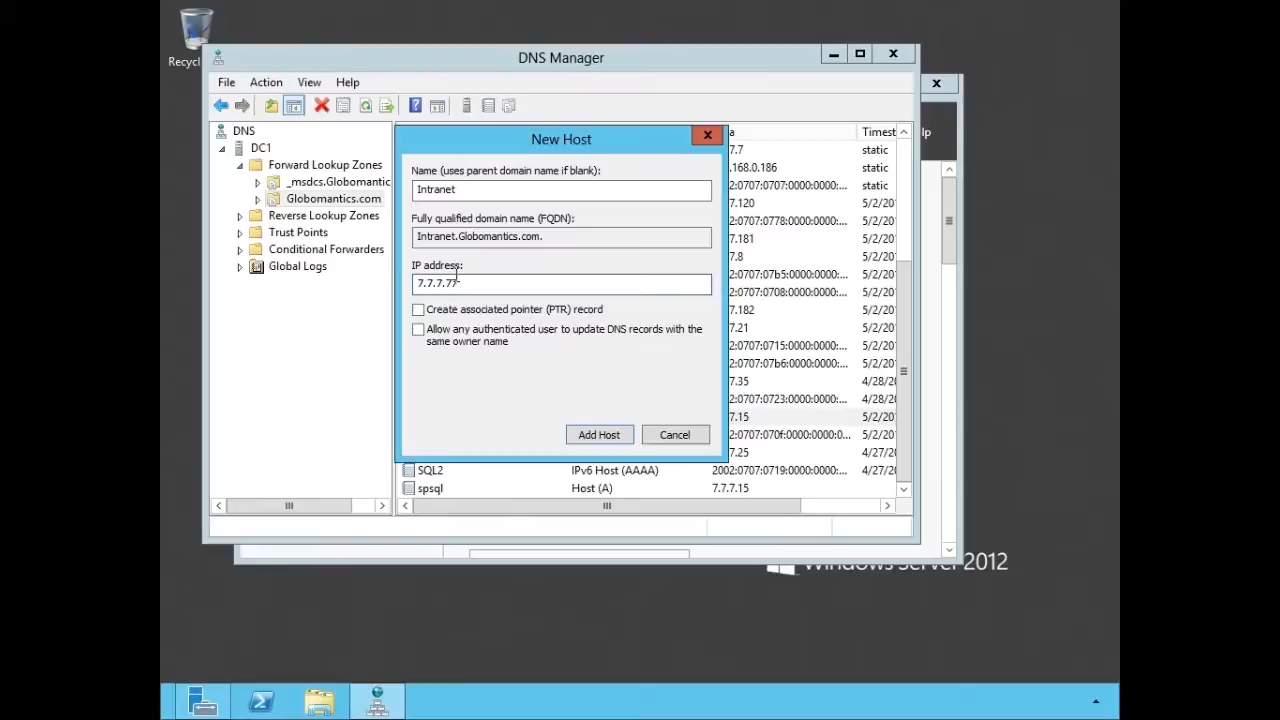 Recycl
DNS Manager
File Action View Help
DNS
DC1
Forward Lookup Zones
_msdcs.Globomantic
Globomantics.com
Reverse Lookup Zones
Trust Points
Conditional Forwarders
Global Logs
New Host
Name (uses parent domain name if blank):
Intranet
Fully qualified domain name (FQDN):
Intranet.Globomantics.com.
IP address:
7.7.7.77
Create associated pointer (PTR) record
Allow any authenticated user to update DNS records with the
same owner name
Add Host Cancel
a Timest
7.7 static
.168.0.186 static
2:0707:0707:0000:0000:... static
7.120 5/2/20
2:0707:0778:0000:0000:... 5/2/20
7.181 5/2/20
7.8 5/2/20
2:0707:07b5:0000:0000:... 5/2/20
2:0707:0708:0000:0000:... 5/2/20
7.182 5/2/20
7.21 5/2/20
2:0707:0715:0000:0000:... 5/2/20
2:0707:07b6:0000:0000:... 5/2/20
7.35 4/28/20
2:0707:0723:0000:0000:... 4/28/20
7.15 5/2/20
2:0707:070f:0000:0000:0... 5/2/20
7.25 4/27/20
SQL2 IPv6 Host (AAAA) 2002:0707:0719:0000:0000:... 4/27/20
spsql Host (A) 7.7.7.15
lp
Windows Server 2012